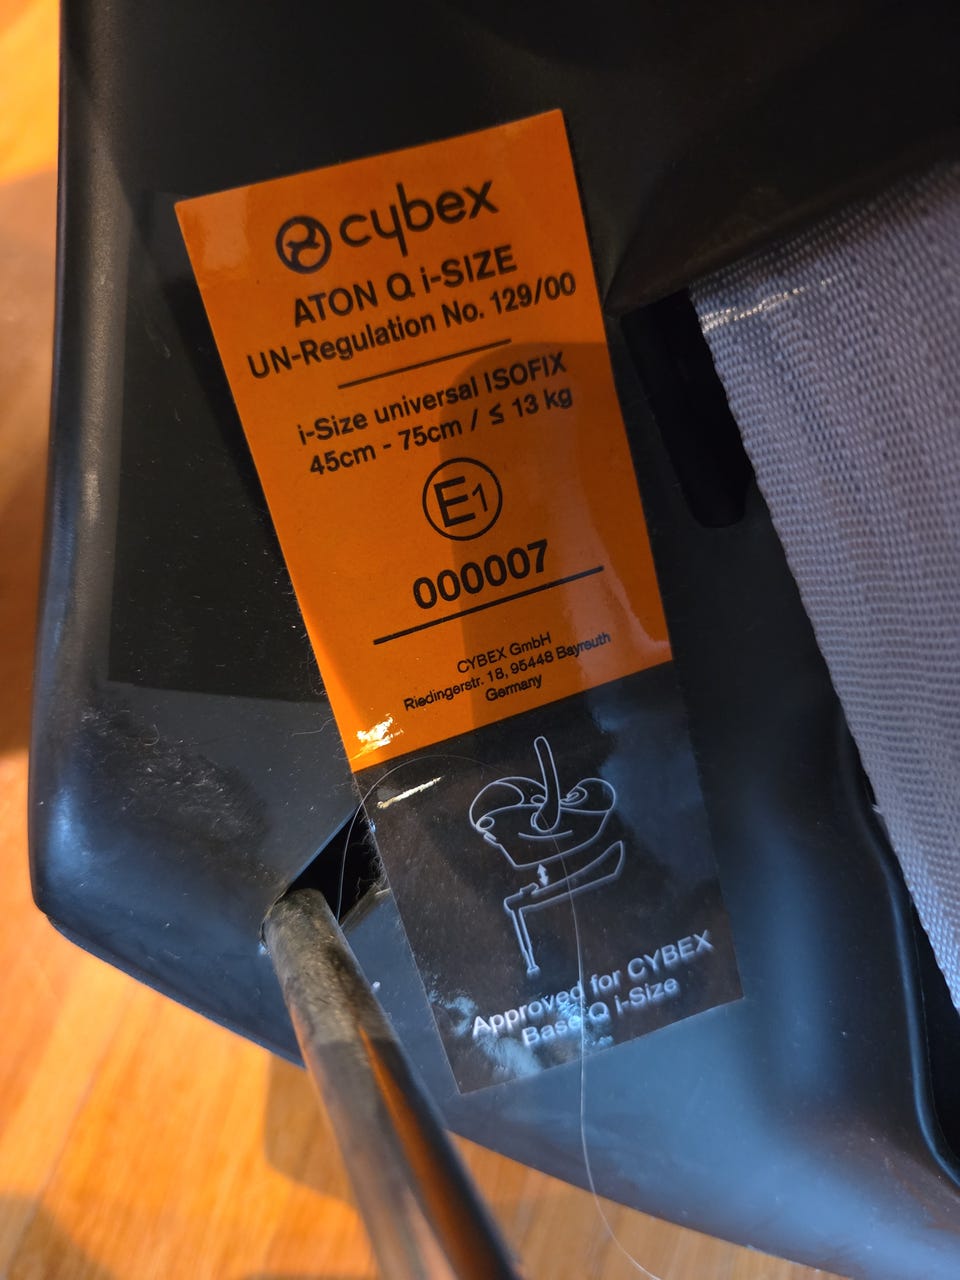 cybex
ATON Q i-SIZE
UN-Regulation No. 129/00
i-Size universal ISOFIX
45cm - 75cm / ≤ 13 kg
E1
000007
CYBEX GmbH
Riedingerstr. 18, 95448 Bayreuth
Germany
Approved for CYBEX
Base Q i-Size